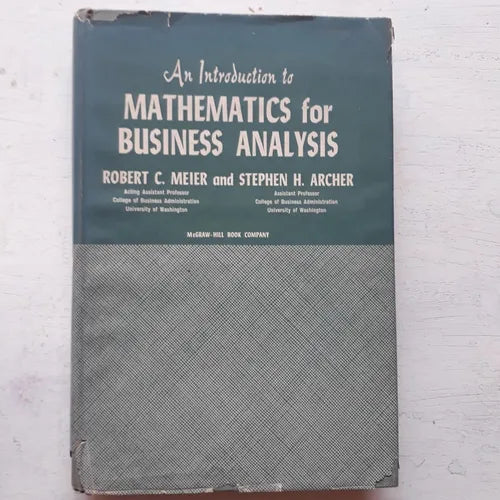 An Introduction to
MATHEMATICS for
BUSINESS ANALYSIS
ROBERT C. MEIER and STEPHEN H. ARCHER
Acting Assistant Professor
College of Business Administration
University of Washington
Assistant Professor
College of Business Administration
University of Washington
McGRAW-HILL BOOK COMPANY